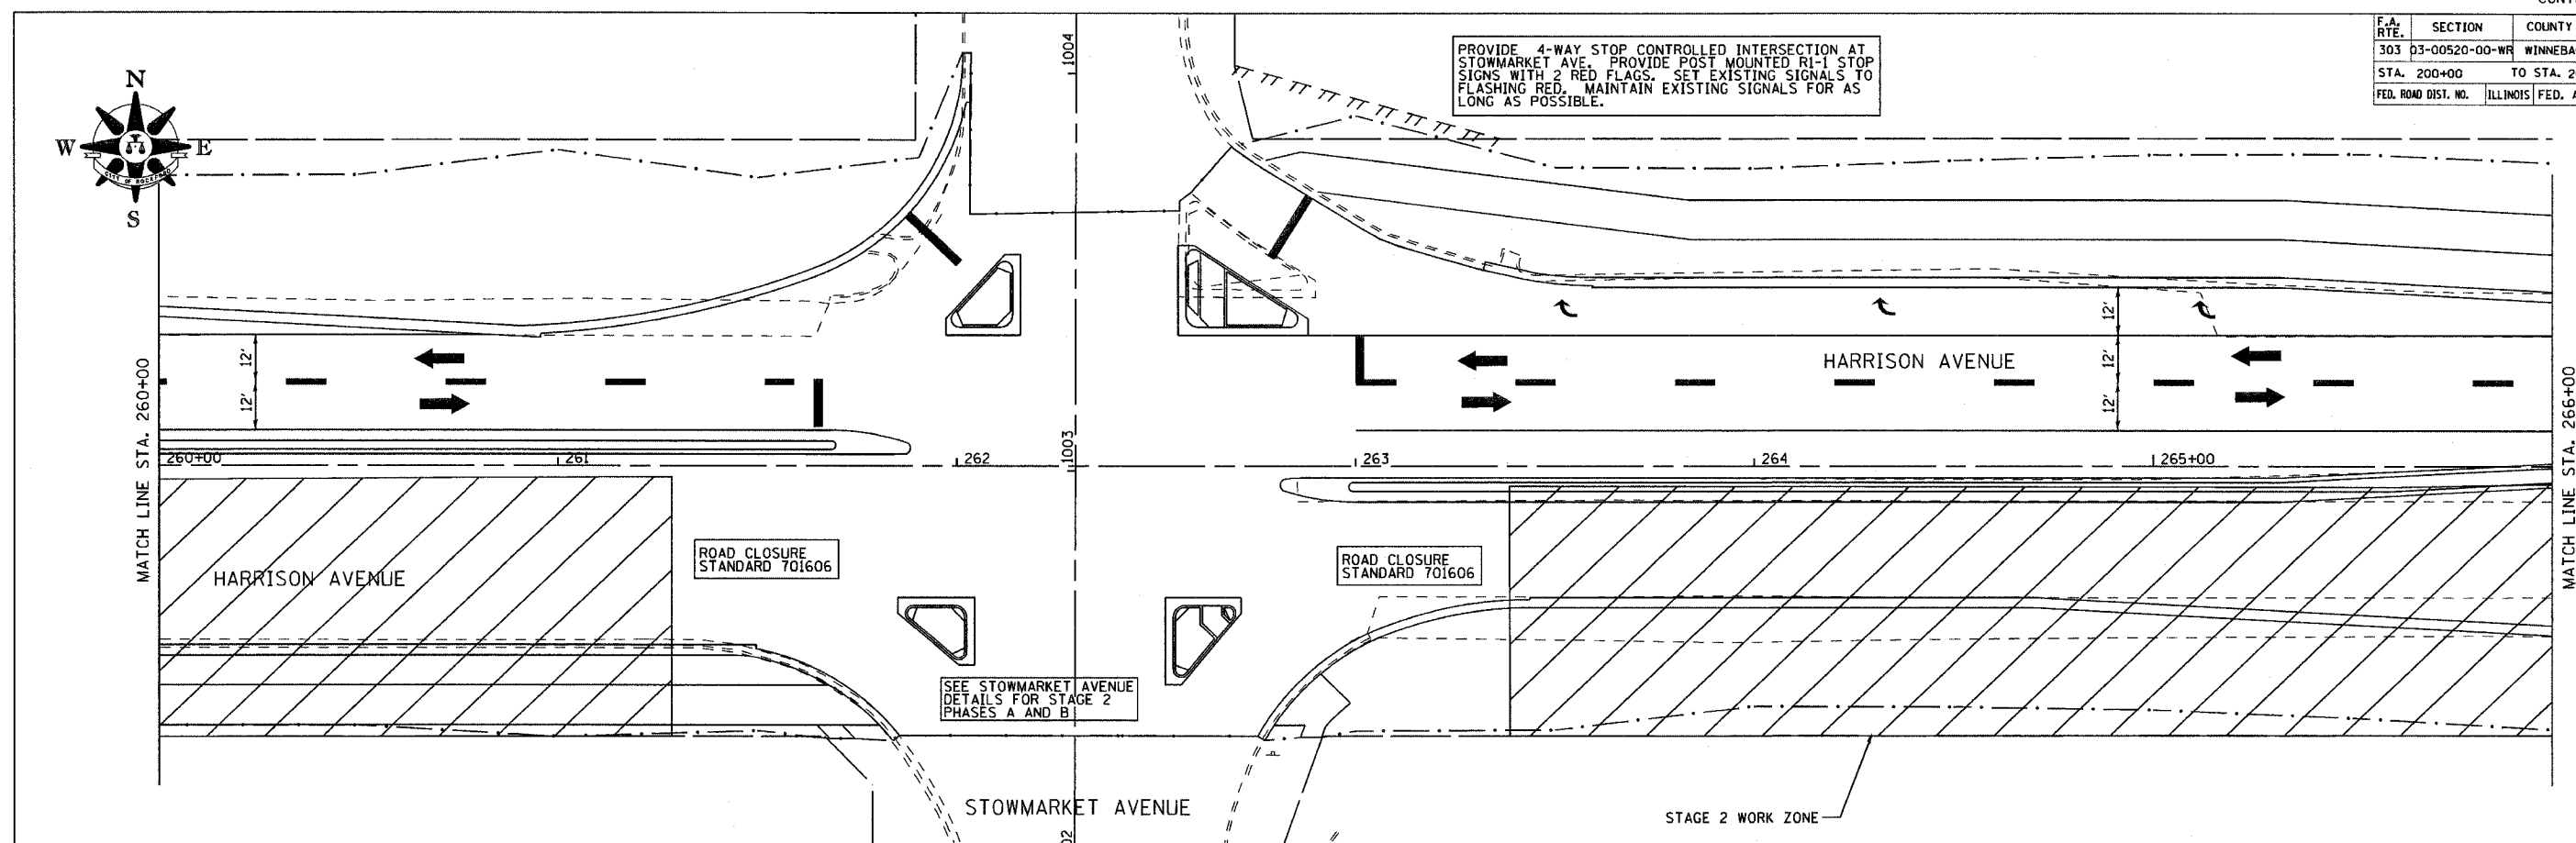 F.A.
RTE.
SECTION
COUNTY
303
03-00520-00-WR
STA. 200+00
TO STA.
FED. ROAD DIST. NO.
ILLINOIS
FED.
N
W
E
S
CITY OF ROCKFORD
1004
PROVIDE 4-WAY STOP CONTROLLED INTERSECTION AT
STOWMARKET AVE. PROVIDE POST MOUNTED R1-1 STOP
SIGNS WITH 2 RED FLAGS. SET EXISTING SIGNALS TO
FLASHING RED. MAINTAIN EXISTING SIGNALS FOR AS
LONG AS POSSIBLE.
12'
12'
12'
12'
12'
HARRISON AVENUE
MATCH LINE STA. 260+00
MATCH LINE STA. 266+00
260+00
261
262
1003
263
264
265+00
HARRISON AVENUE
ROAD CLOSURE
STANDARD 701606
ROAD CLOSURE
STANDARD 701606
SEE STOWMARKET AVENUE
DETAILS FOR STAGE 2
PHASES A AND B
STOWMARKET AVENUE
STAGE 2 WORK ZONE